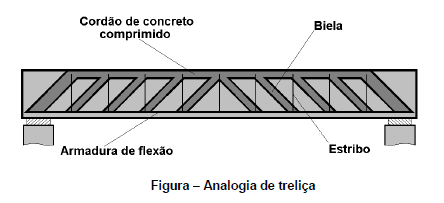 Cordão de concreto
comprimido
Biela
Armadura de flexão
Estribo
Figura – Analogia de treliça